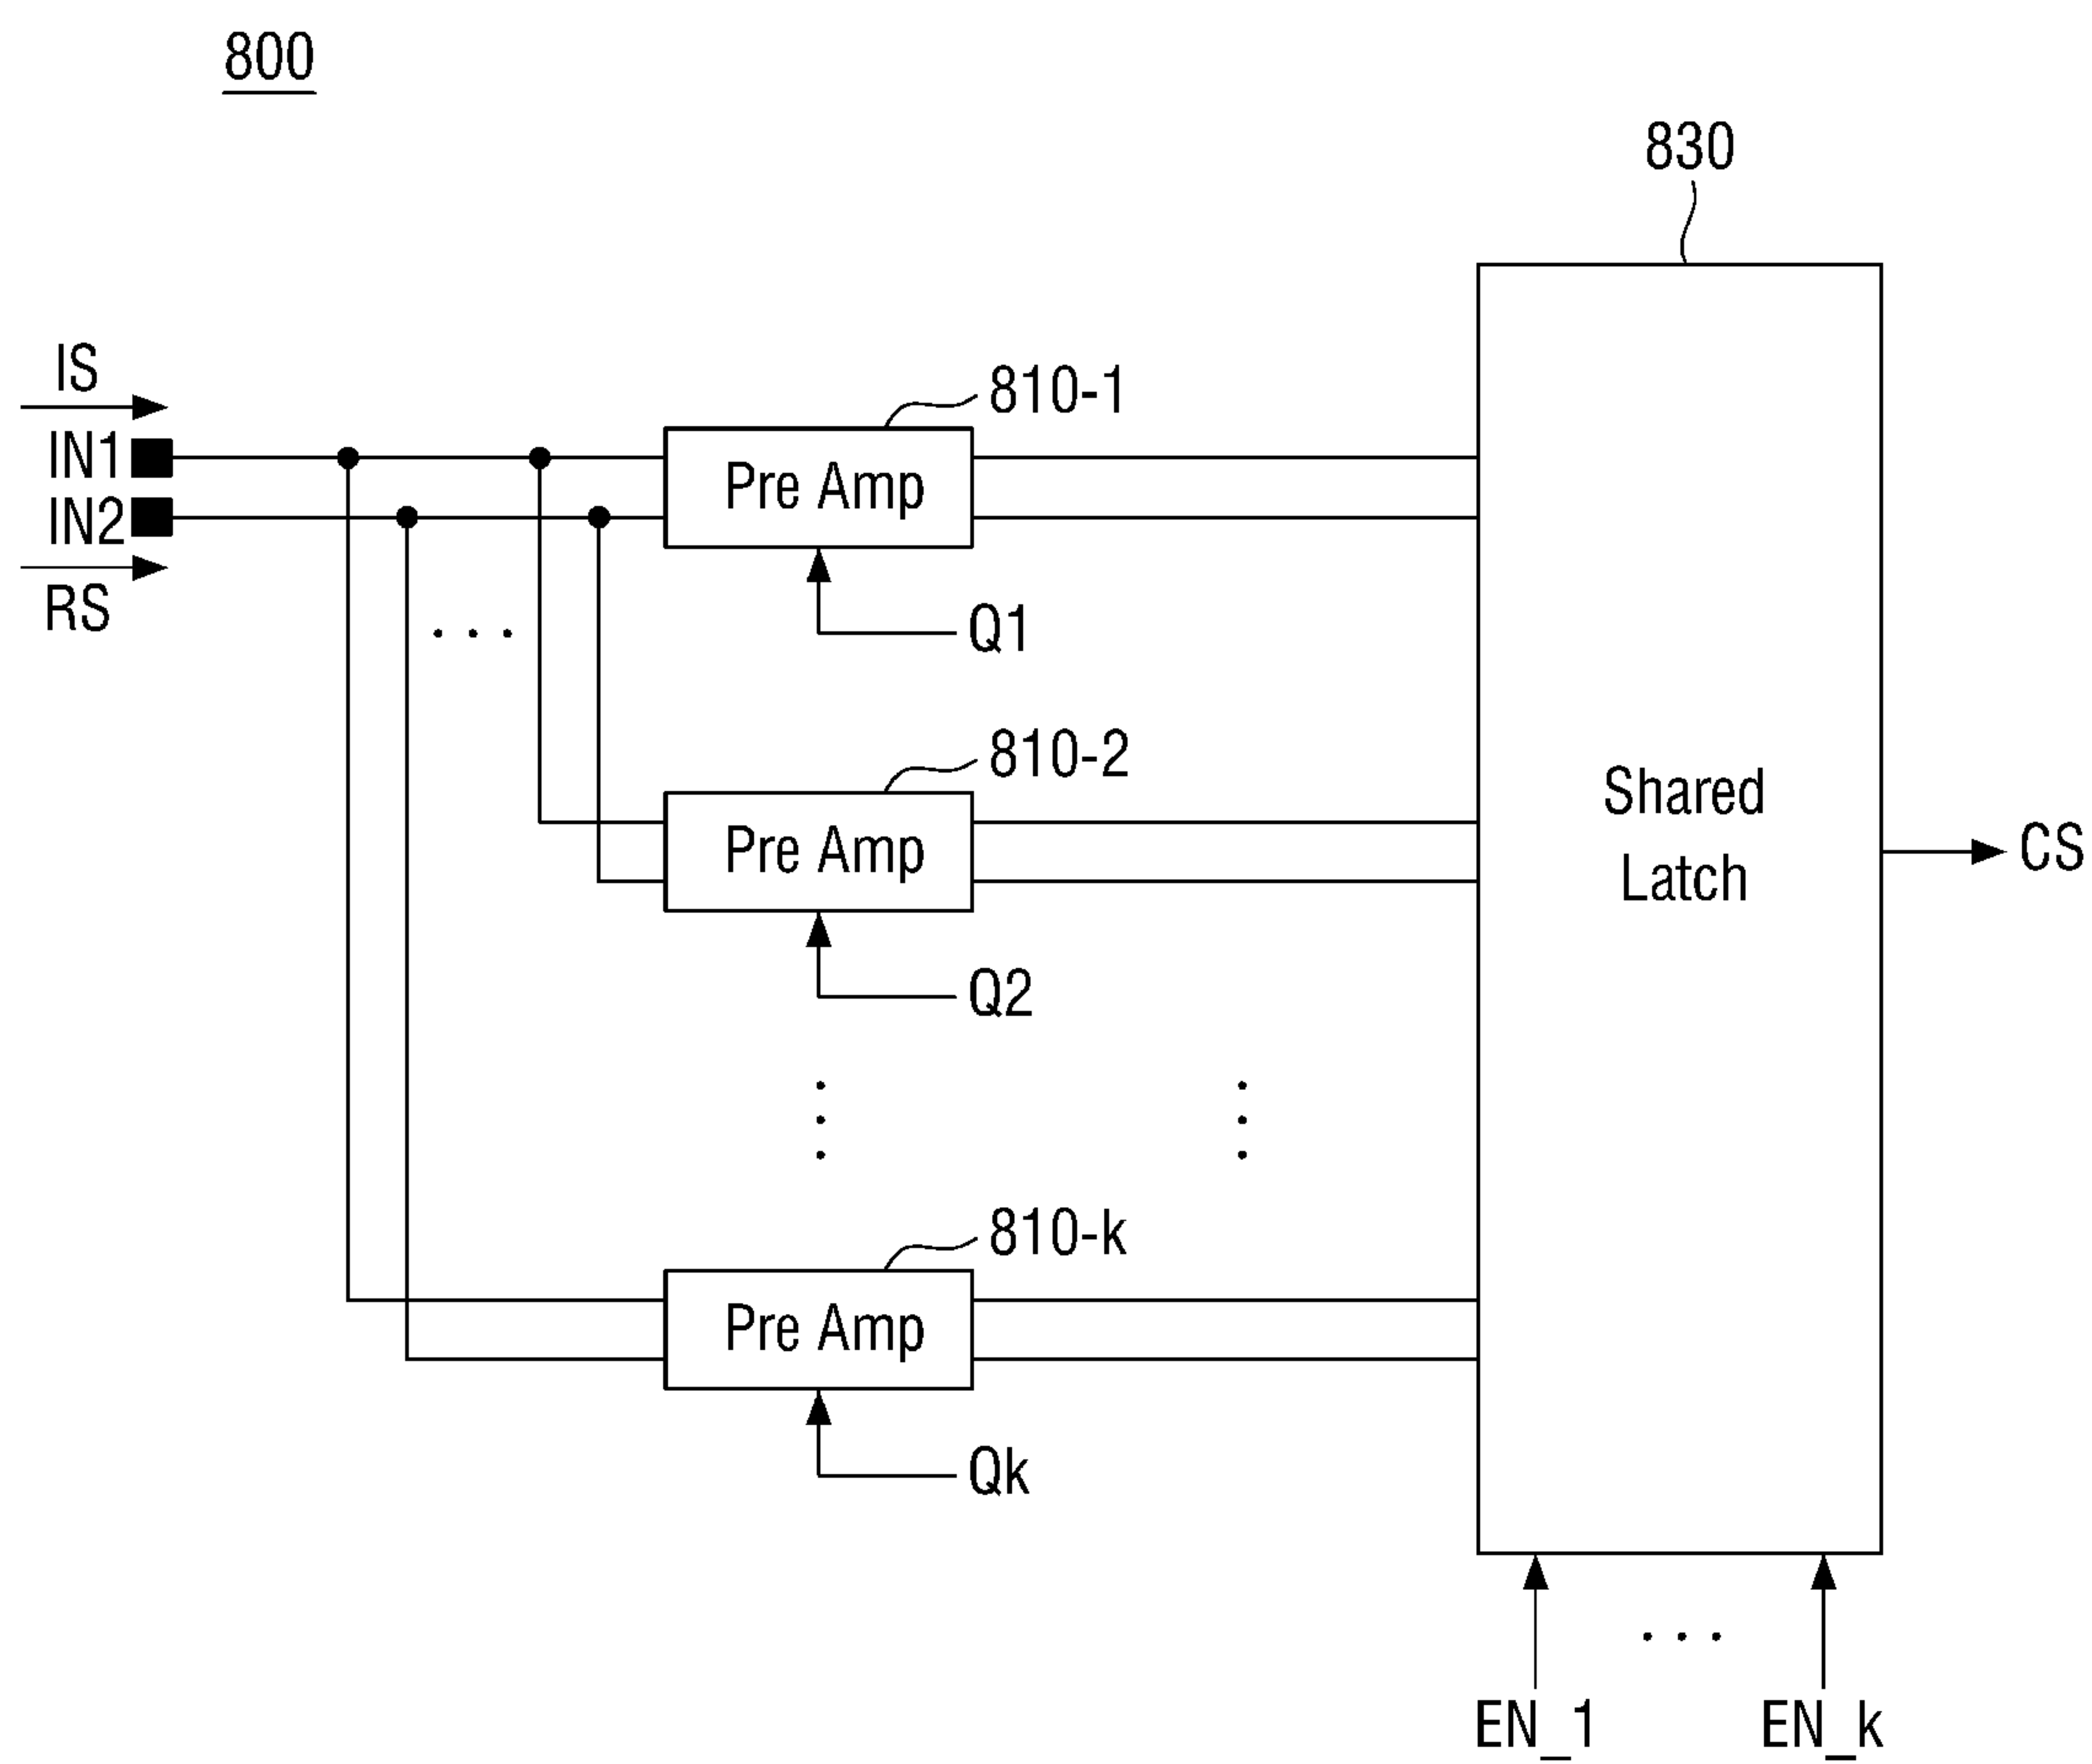 800
830
IS
IN1
IN2
RS
810-1
Pre Amp
Q1
. . .
810-2
Pre Amp
Q2
Shared
Latch
CS
810-k
Pre Amp
Qk
. . .
EN_1
EN_k